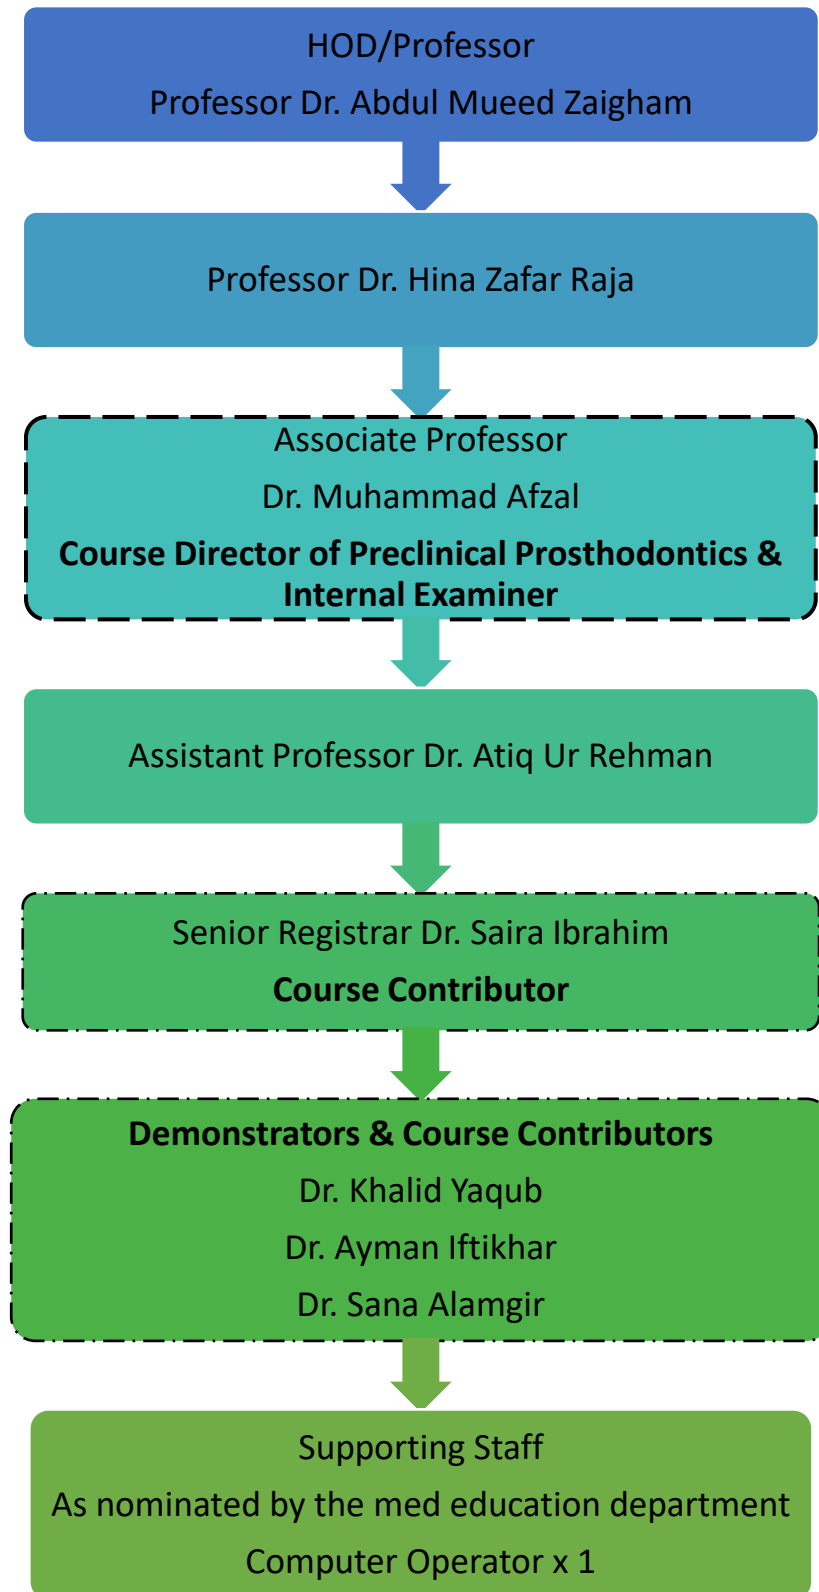 HOD/Professor
Professor Dr. Abdul Mueed Zaigham
Professor Dr. Hina Zafar Raja
Associate Professor
Dr. Muhammad Afzal
Course Director of Preclinical Prosthodontics &
Internal Examiner
Assistant Professor Dr. Atiq Ur Rehman
Senior Registrar Dr. Saira Ibrahim
Course Contributor
Demonstrators & Course Contributors
Dr. Khalid Yaqub
Dr. Ayman Iftikhar
Dr. Sana Alamgir
Supporting Staff
As nominated by the med education department
Computer Operator x 1